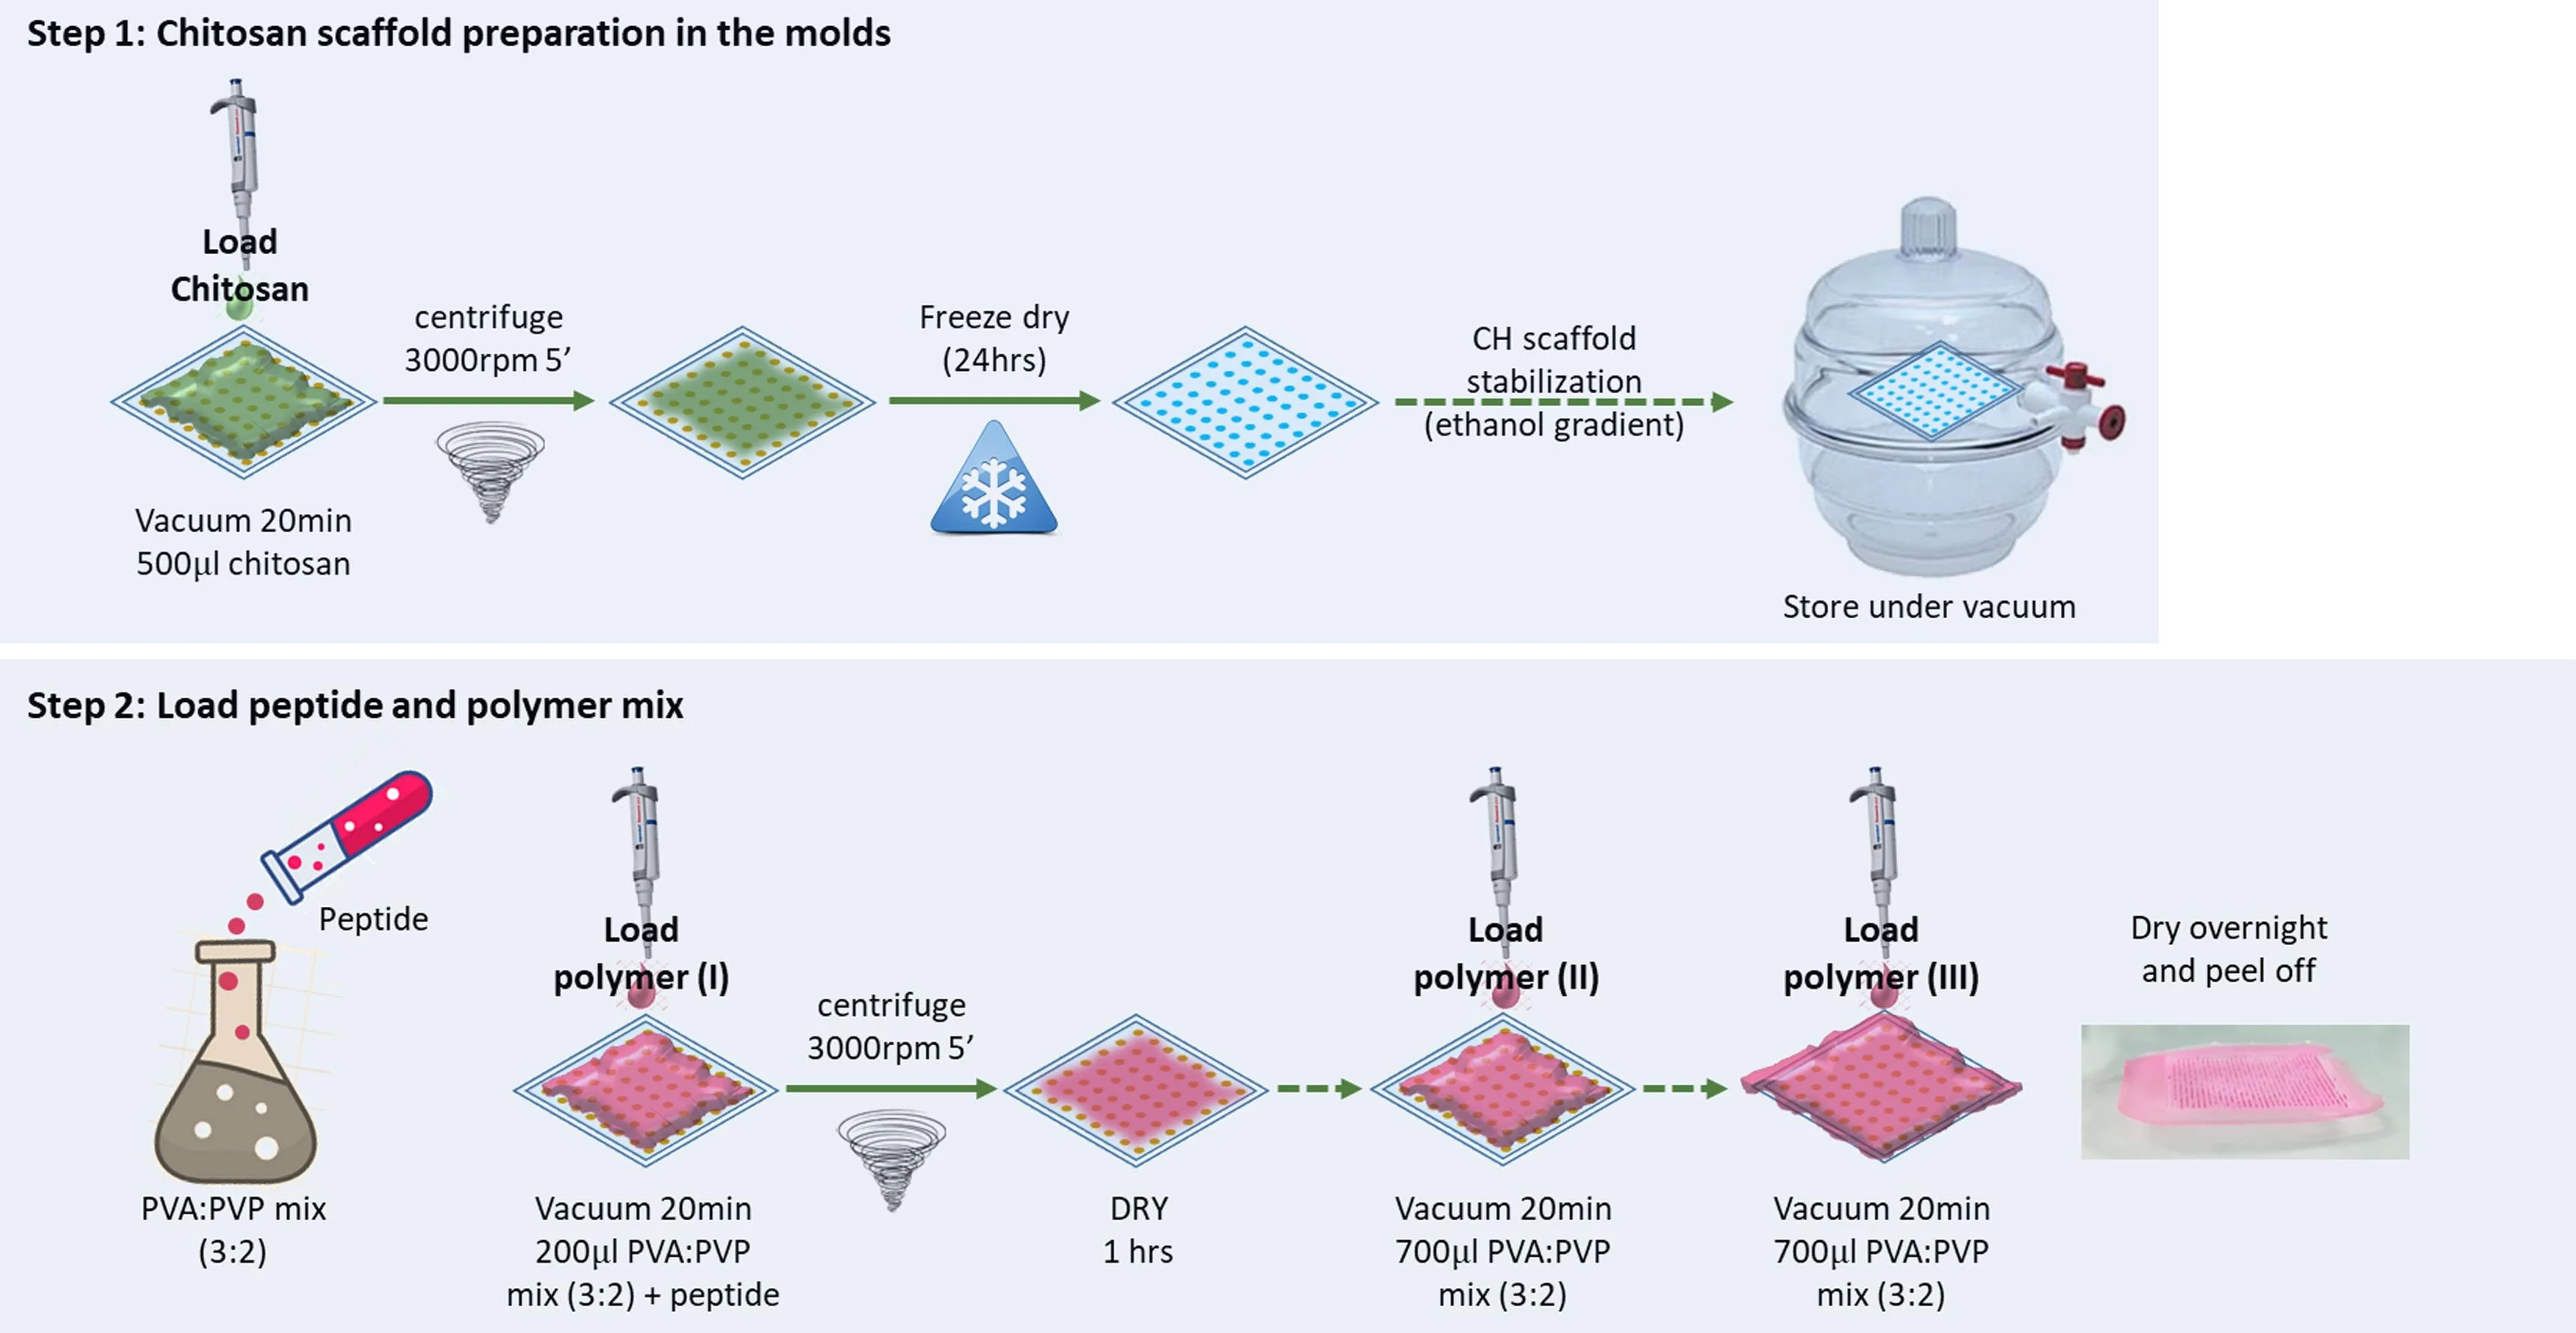 Step 1: Chitosan scaffold preparation in the molds
Load
Chitosan
Vacuum 20min
500µl chitosan
centrifuge
3000rpm 5’
Freeze dry
(24hrs)
CH scaffold
stabilization
(ethanol gradient)
Store under vacuum
Step 2: Load peptide and polymer mix
Peptide
PVA:PVP mix
(3:2)
Load
polymer (I)
Vacuum 20min
200µl PVA:PVP
mix (3:2) + peptide
centrifuge
3000rpm 5’
DRY
1 hrs
Load
polymer (II)
Vacuum 20min
700µl PVA:PVP
mix (3:2)
Load
polymer (III)
Vacuum 20min
700µl PVA:PVP
mix (3:2)
Dry overnight
and peel off